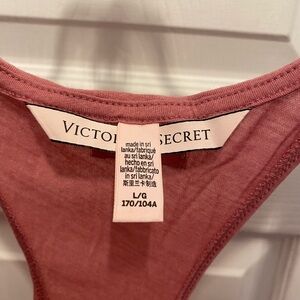 VICTOR SECRET
made in sri
lanka/fabriqué
au sri lanka/
hecho en sri
lanka/fabbricato
in sri lanka/
斯里兰卡制造
L/G
170/104A